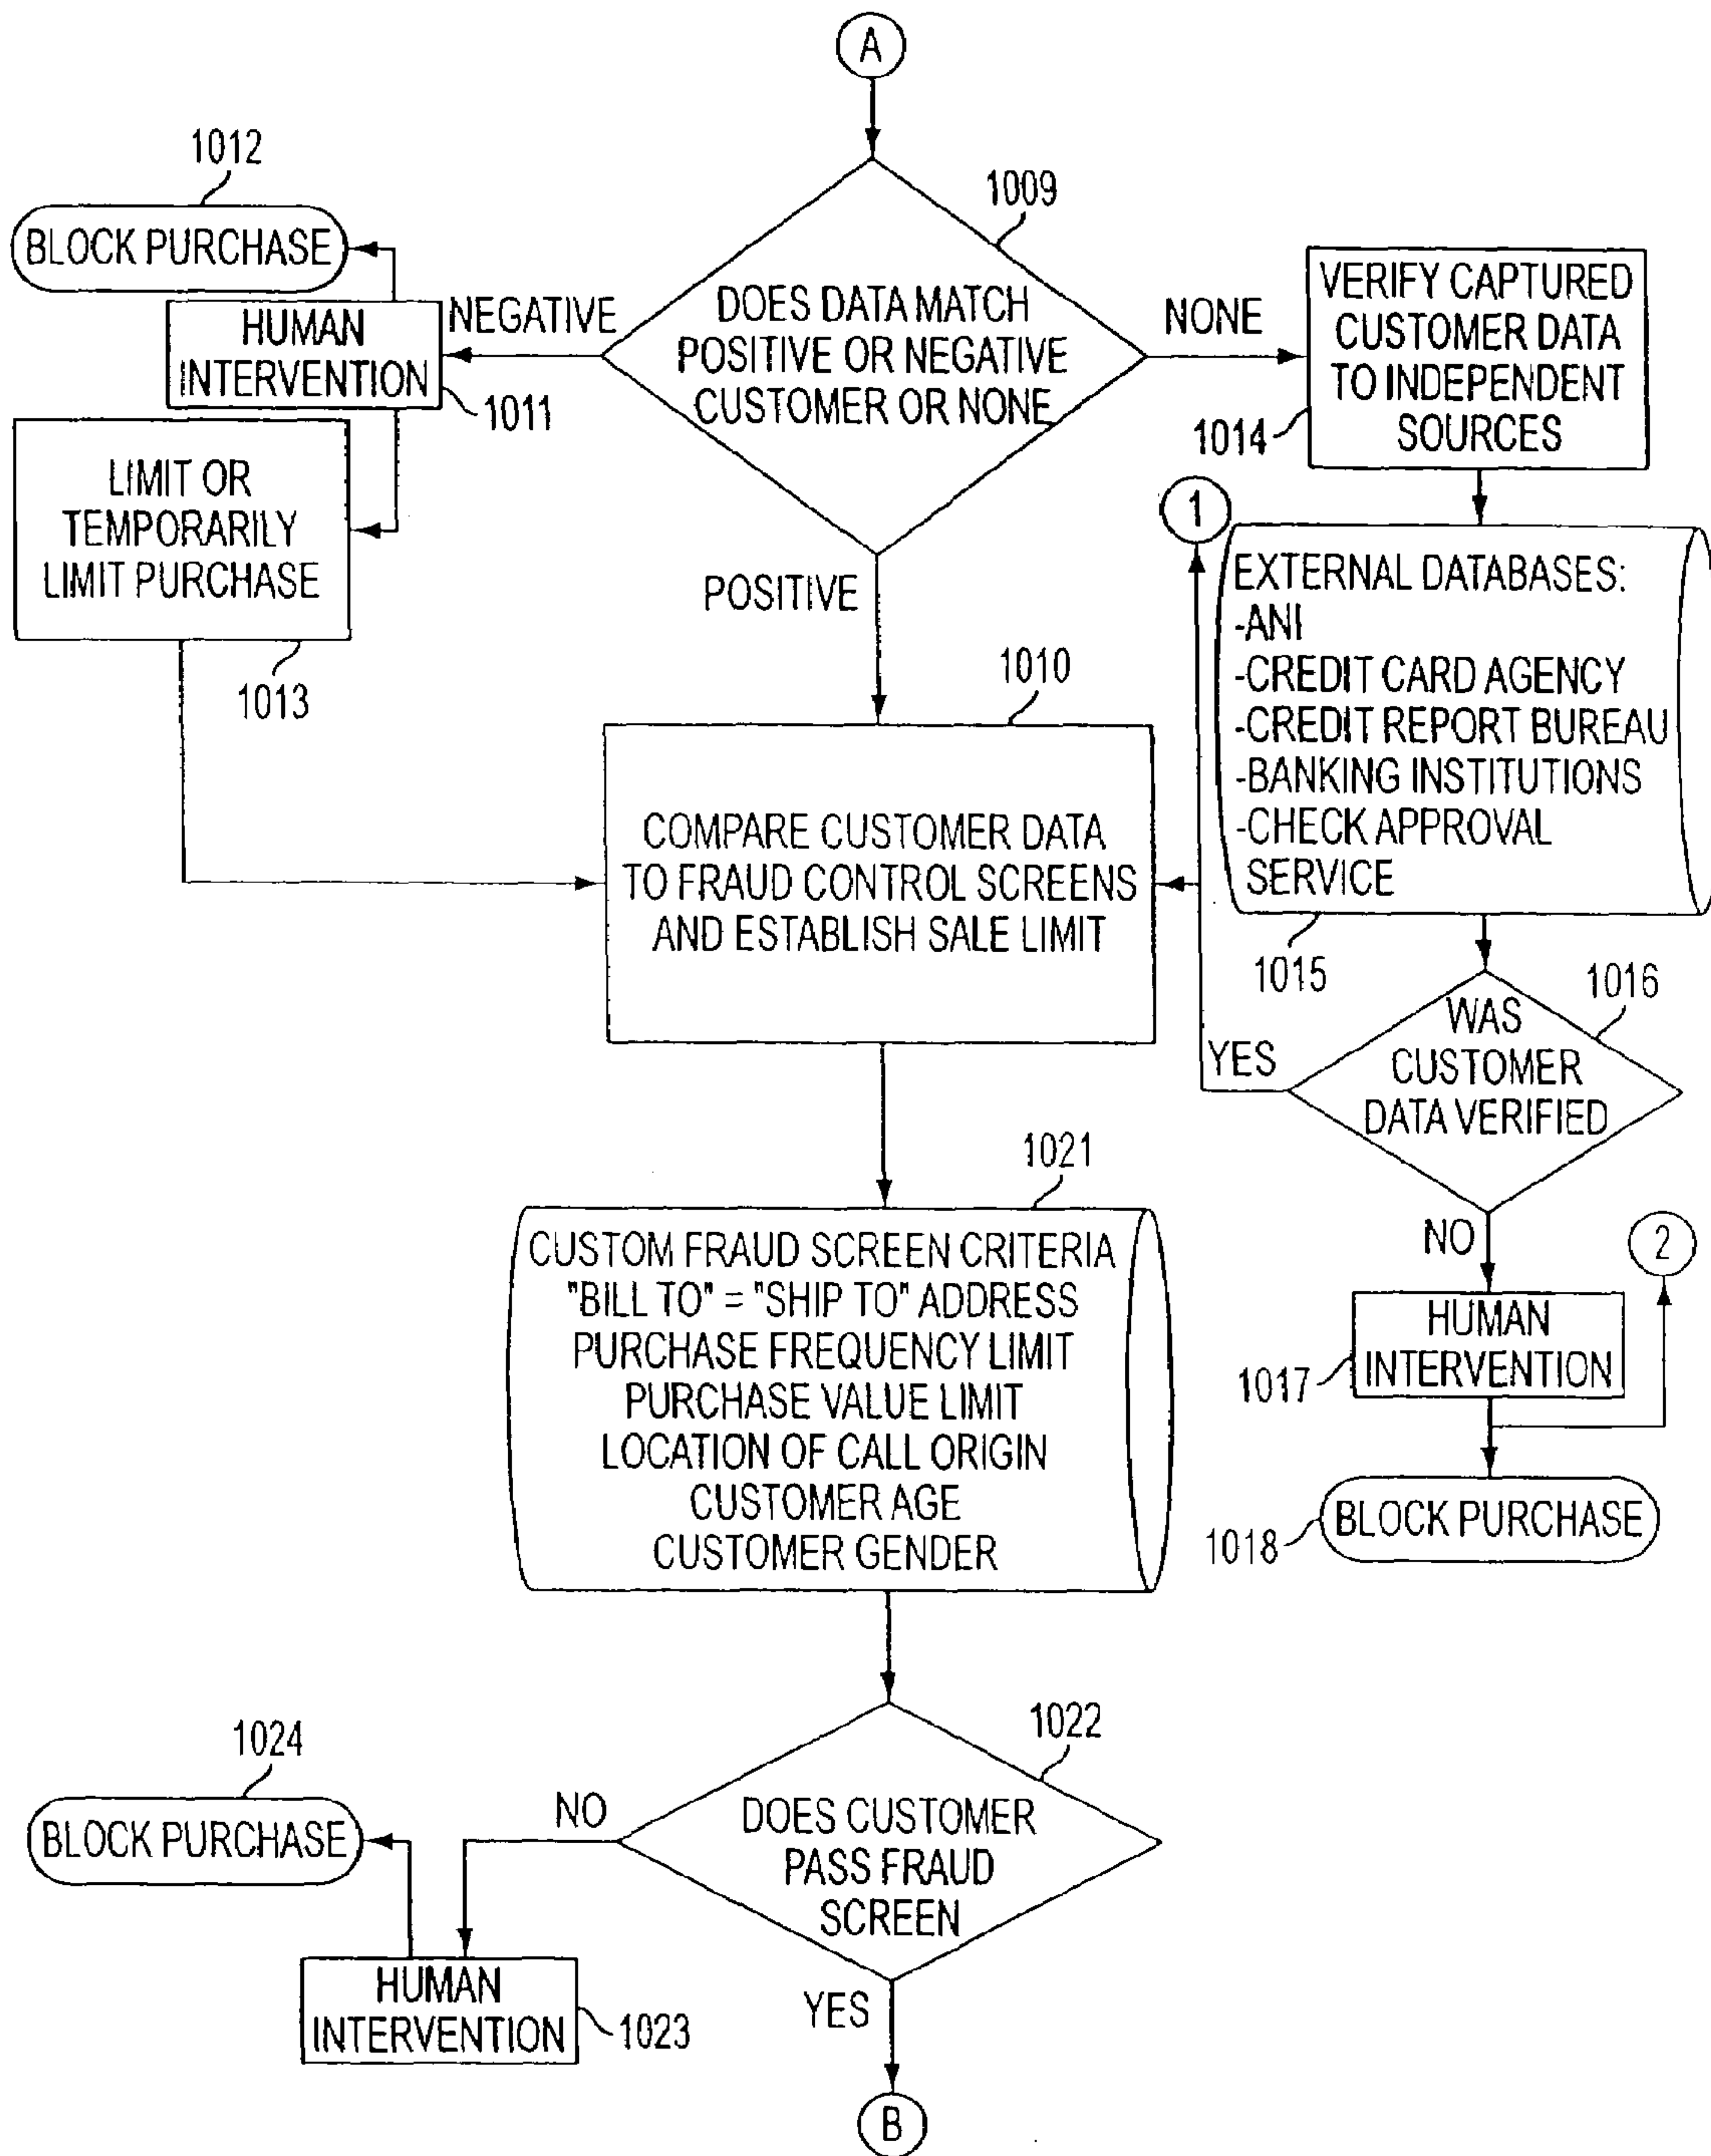 A
1012
1009
BLOCK PURCHASE
NEGATIVE
HUMAN
INTERVENTION
1011
DOES DATA MATCH
POSITIVE OR NEGATIVE
CUSTOMER OR NONE
NONE
VERIFY CAPTURED
CUSTOMER DATA
TO INDEPENDENT
SOURCES
1014
LIMIT OR
TEMPORARILY
LIMIT PURCHASE
1013
POSITIVE
1
EXTERNAL DATABASES:
-ANI
-CREDIT CARD AGENCY
-CREDIT REPORT BUREAU
-BANKING INSTITUTIONS
-CHECK APPROVAL
SERVICE
1015
1010
COMPARE CUSTOMER DATA
TO FRAUD CONTROL SCREENS
AND ESTABLISH SALE LIMIT
1016
WAS
CUSTOMER
DATA VERIFIED
YES
NO
2
HUMAN
INTERVENTION
1017
BLOCK PURCHASE
1018
1021
CUSTOM FRAUD SCREEN CRITERIA
"BILL TO" = "SHIP TO" ADDRESS
PURCHASE FREQUENCY LIMIT
PURCHASE VALUE LIMIT
LOCATION OF CALL ORIGIN
CUSTOMER AGE
CUSTOMER GENDER
1022
DOES CUSTOMER
PASS FRAUD
SCREEN
NO
1024
BLOCK PURCHASE
HUMAN
INTERVENTION
1023
YES
B